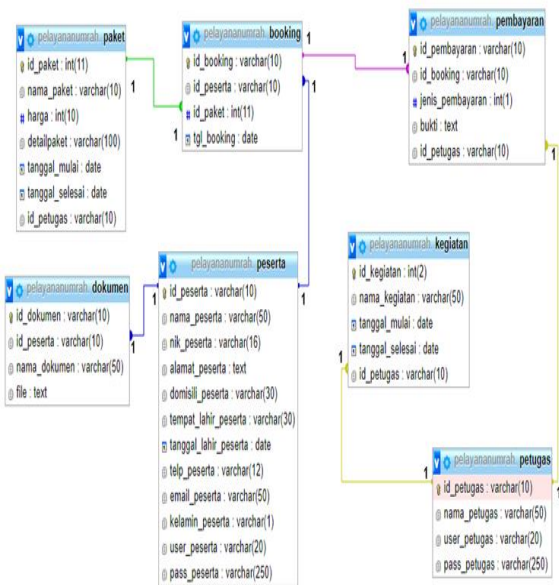 pelayananumrah paket
id_paket : int(11)
nama_paket : varchar(10)
harga : int(10)
detailpaket : varchar(100)
tanggal_mulai : date
tanggal_selesai : date
id_petugas : varchar(10)
1
pelayananumrah booking
id_booking : varchar(10)
id_peserta : varchar(10)
id_paket : int(11)
tgl_booking : date
1
1
1
pelayananumrah pembayaran
id_pembayaran : varchar(10)
id_booking : varchar(10)
jenis_pembayaran : int(1)
bukti : text
id_petugas : varchar(10)
1
1
pelayananumrah dokumen
id_dokumen : varchar(10)
id_peserta : varchar(10)
nama_dokumen : varchar(50)
file : text
1
pelayananumrah peserta
id_peserta : varchar(10)
nama_peserta : varchar(50)
nik_peserta : varchar(16)
alamat_peserta : text
domisili_peserta : varchar(30)
tempat_lahir_peserta : varchar(30)
tanggal_lahir_peserta : date
telp_peserta : varchar(12)
email_peserta : varchar(50)
kelamin_peserta : varchar(1)
user_peserta : varchar(20)
pass_peserta : varchar(250)
1
1
pelayananumrah kegiatan
id_kegiatan : int(2)
nama_kegiatan : varchar(50)
tanggal_mulai : date
tanggal_selesai : date
id_petugas : varchar(10)
1
pelayananumrah petugas
id_petugas : varchar(10)
nama_petugas : varchar(50)
user_petugas : varchar(20)
pass_petugas : varchar(250)
1
1